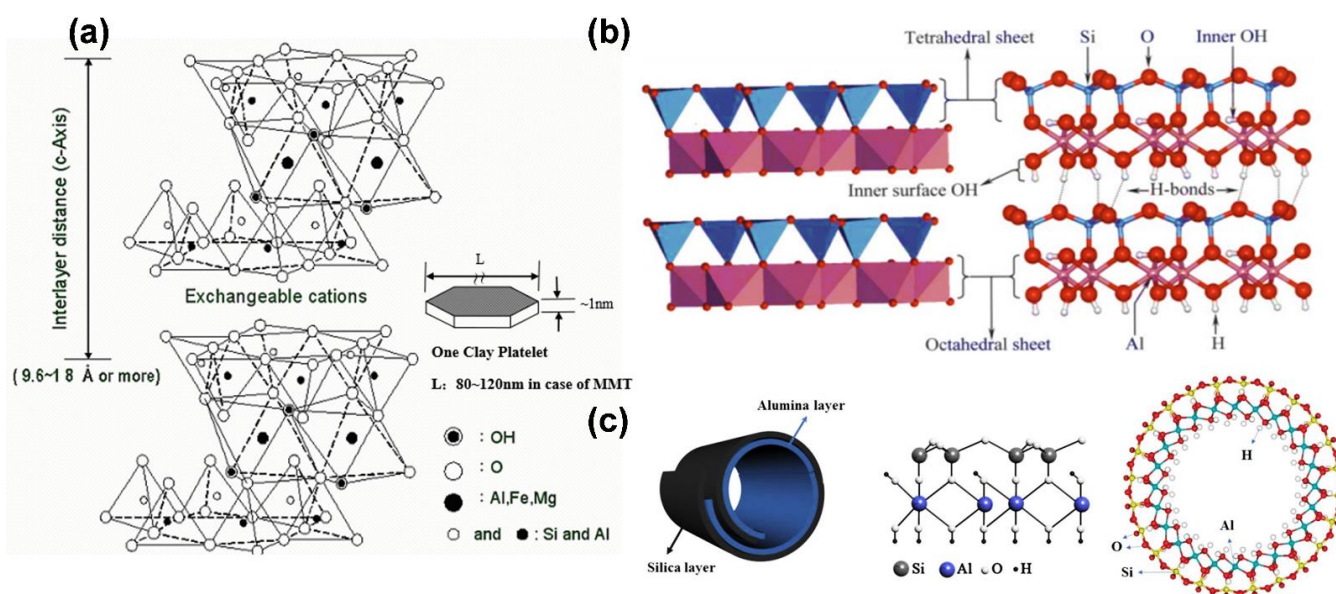 (a)
Interlayer distance (c-Axis)
( 9.6~1 8 Å or more)
Exchangeable cations
L
~1nm
One Clay Platelet
L: 80~120nm in case of MMT
: OH
: O
: Al,Fe,Mg
and : Si and Al
(b)
Tetrahedral sheet
Si
O
Inner OH
Inner surface OH
H-bonds
Octahedral sheet
Al
H
(c)
Alumina layer
Silica layer
Si Al O H
H
Al
O
Si